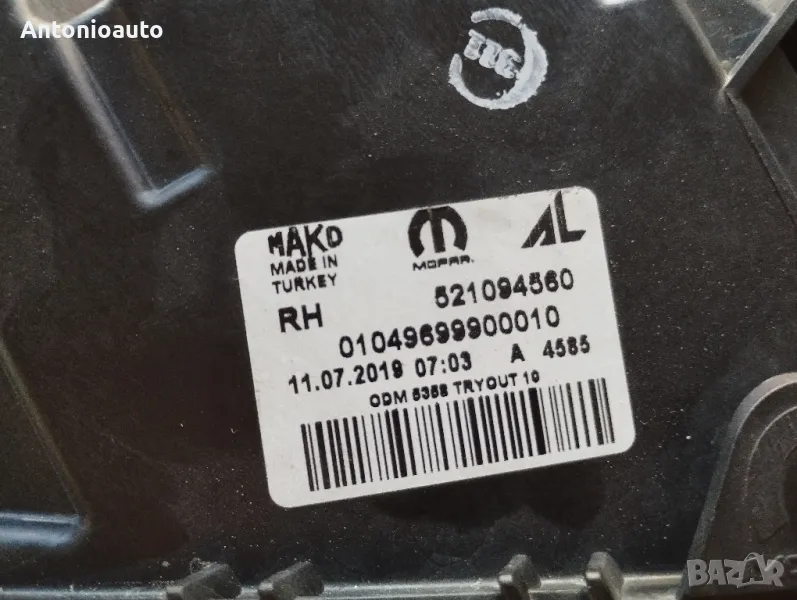 Antonioauto
MAKO
MADE IN
TURKEY
MOPAR.
AL
RH
521094560
01049699900010
11.07.2019 07:03 A 4585
ODM 5358 TRYOUT 10
BAZAR